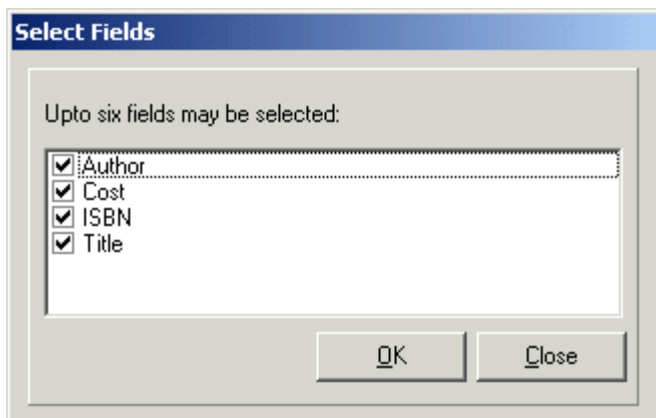 Select Fields
Upto six fields may be selected:
Author
Cost
ISBN
Title
OK Close